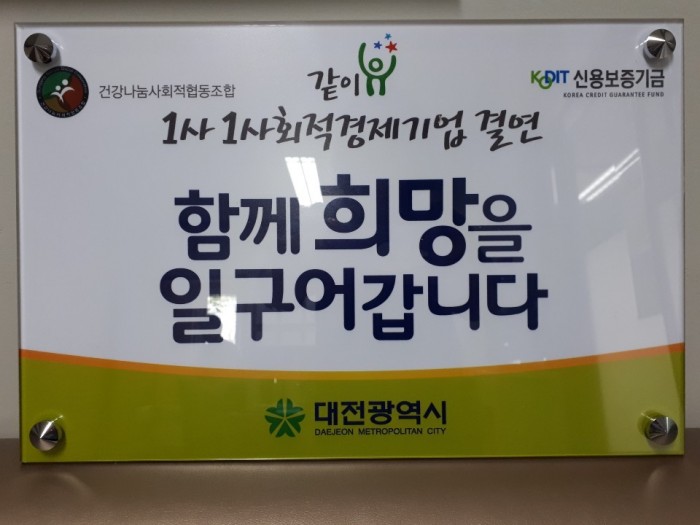 건강나눔사회적협동조합
같이
KODIT 신용보증기금
KOREA CREDIT GUARANTEE FUND
1사 1사회적경제기업 결연
함께 희망을
일구어갑니다
대전광역시
DAEJEON METROPOLITAN CITY